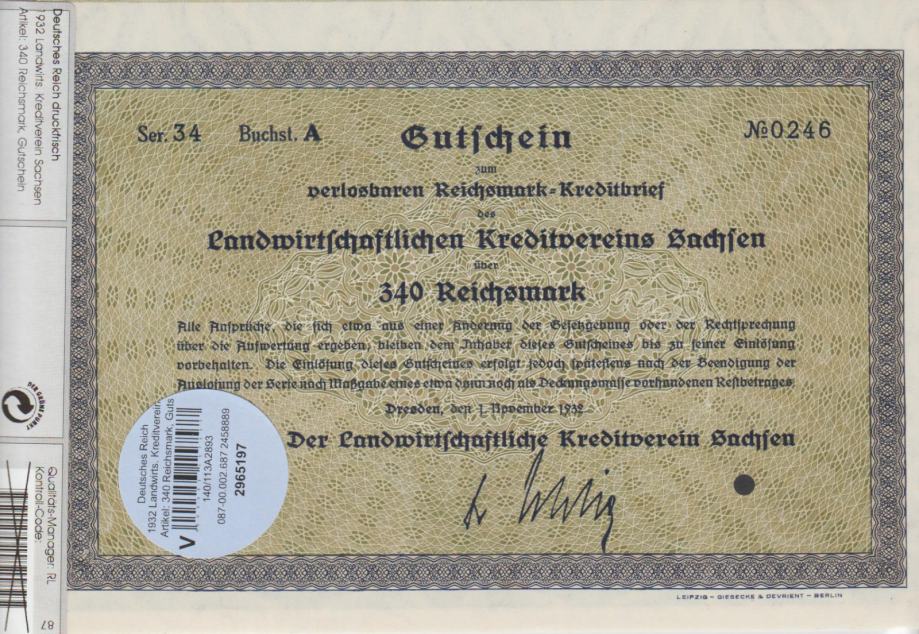 Ser. 34 Buchst. A Gutschein №0246
zum
verlosbaren Reichsmark-Kreditbrief
des
Landwirtschaftlichen Kreditvereins Sachsen
über
340 Reichsmark
Alle Ansprüche, die sich etwa aus einer Änderung der Gesetzgebung oder der Rechtsprechung
über die Aufwertung ergeben, bleiben dem Inhaber dieses Gutscheines bis zu seiner Einlösung
vorbehalten. Die Einlösung dieses Gutscheines erfolgt jedoch spätestens nach der Beendigung der
Auslosung der Serie nach Maßgabe eines etwa dann noch als Deckungsmasse vorhandenen Restbetrages.
Dresden, den 1. November 1932
Der Landwirtschaftliche Kreditverein Sachsen
LEIPZIG – GIESECKE & DEVRIENT – BERLIN
Deutsches Reich
1932 Landwirts. Kreditverein
Artikel: 340 Reichsmark, Guts
V
140/113A2893
087-00.002.687.2458889
2965197
Deutsches Reich druckfrisch
1932 Landwirts. Kreditverein Sachsen
Artikel: 340 Reichsmark, Gutschein
DER GRÜNE PUNKT
Qualitäts-Manager: RL
Kontroll-Code:
87